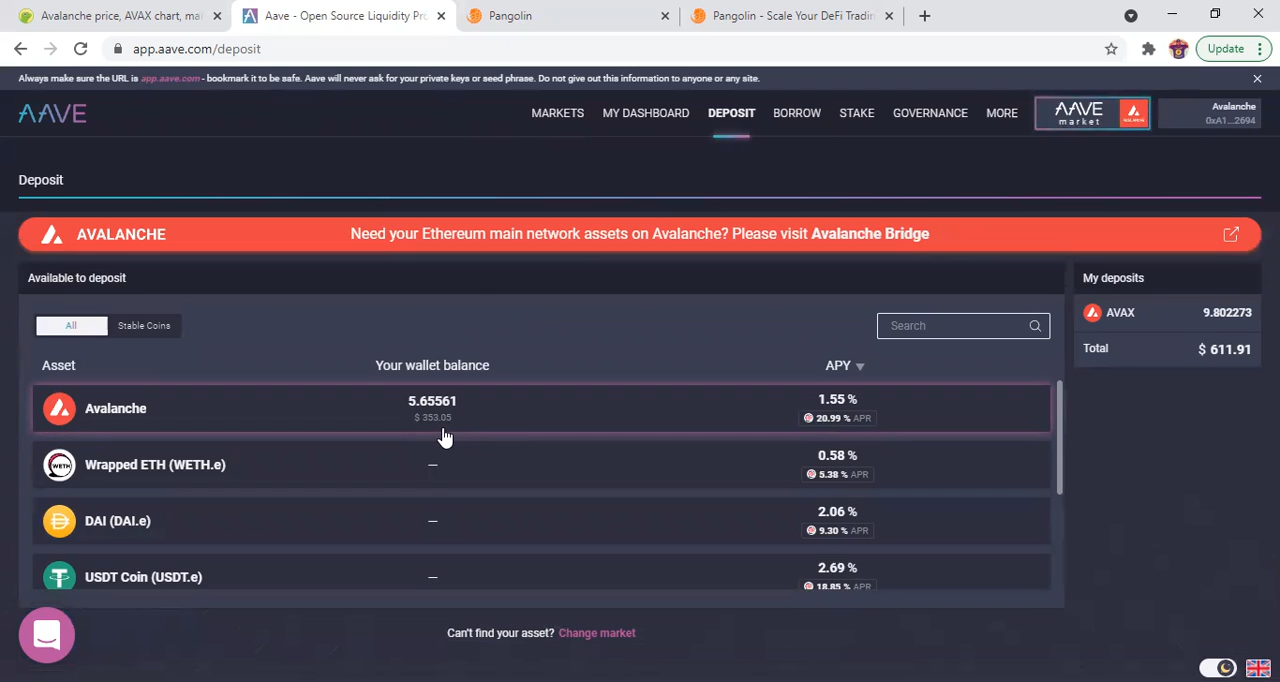 Avalanche price, AVAX chart, ma
Aave - Open Source Liquidity Pro
Pangolin
Pangolin - Scale Your DeFi Tradin
app.aave.com/deposit
Update
Always make sure the URL is app.aave.com - bookmark it to be safe. Aave will never ask for your private keys or seed phrase. Do not give out this information to anyone or any site.
AAVE
MARKETS
MY DASHBOARD
DEPOSIT
BORROW
STAKE
GOVERNANCE
MORE
AAVE
market
AVALANCHE
Avalanche
0xA1...2694
Deposit
AVALANCHE
Need your Ethereum main network assets on Avalanche? Please visit Avalanche Bridge
Available to deposit
My deposits
All
Stable Coins
Search
AVAX 9.802273
Total $ 611.91
Asset Your wallet balance APY
Avalanche 5.65561 1.55 %
$ 353.05 20.99 % APR
Wrapped ETH (WETH.e) — 0.58 %
5.38 % APR
DAI (DAI.e) — 2.06 %
9.30 % APR
USDT Coin (USDT.e) — 2.69 %
18.85 % APR
Can't find your asset? Change market